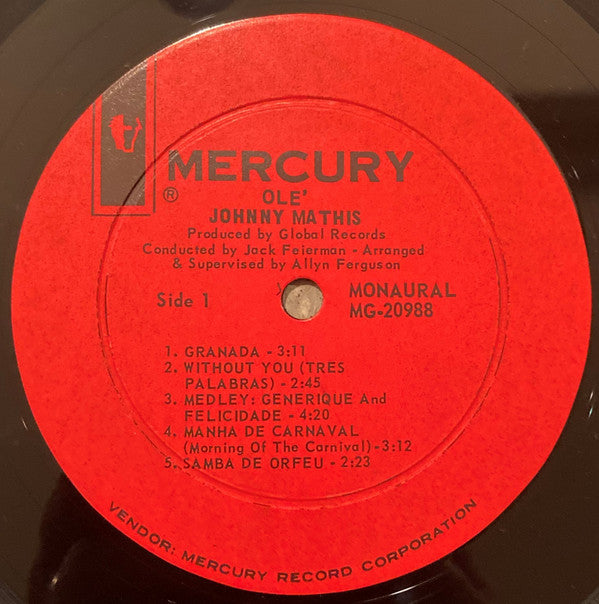 MERCURY
®
OLE'
JOHNNY MATHIS
Produced by Global Records
Conducted by Jack Feierman - Arranged
& Supervised by Allyn Ferguson
Side 1
MONAURAL
MG-20988
1. GRANADA - 3:11
2. WITHOUT YOU (TRES
PALABRAS) - 2:45
3. MEDLEY: GENERIQUE And
FELICIDADE - 4:20
4. MANHA DE CARNAVAL
(Morning Of The Carnival) - 3:12
5. SAMBA DE ORFEU - 2:23
VENDOR: MERCURY RECORD CORPORATION